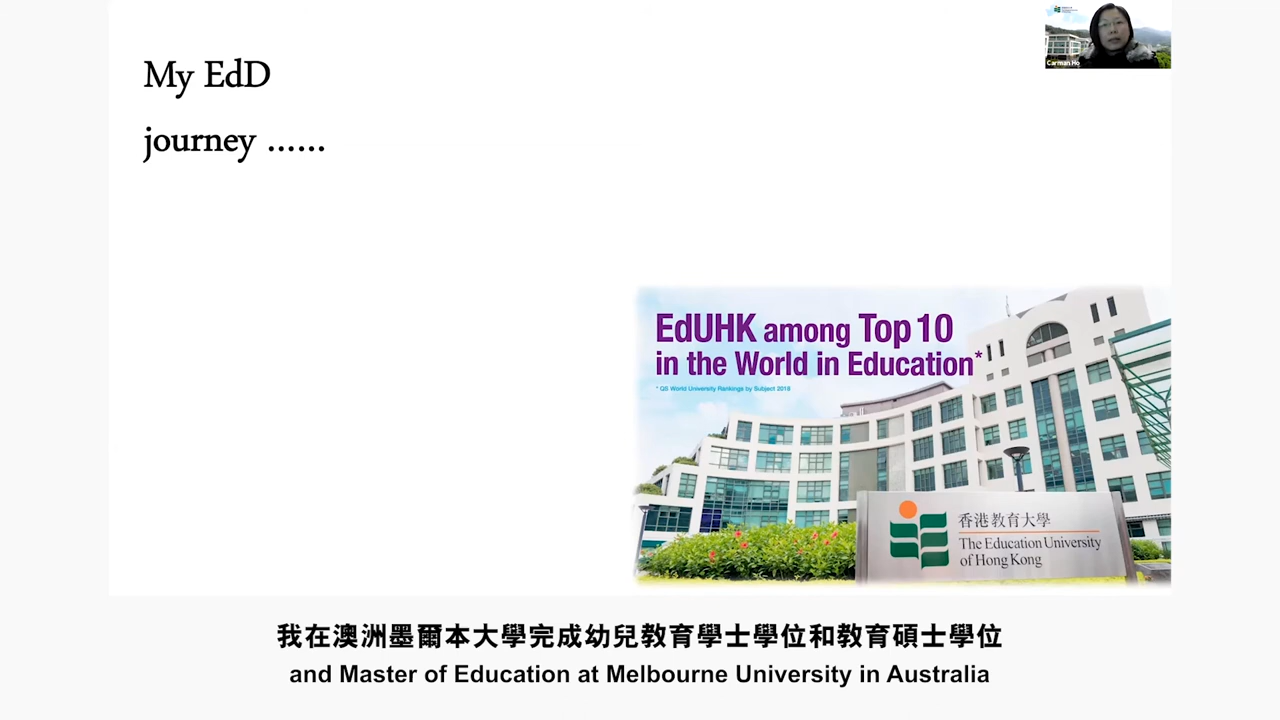 My EdD
journey ......
Carman Ho
EdUHK among Top 10
in the World in Education*
* QS World University Rankings by Subject 2018
香港教育大學
The Education University
of Hong Kong
我在澳洲墨爾本大學完成幼兒教育學士學位和教育碩士學位
and Master of Education at Melbourne University in Australia